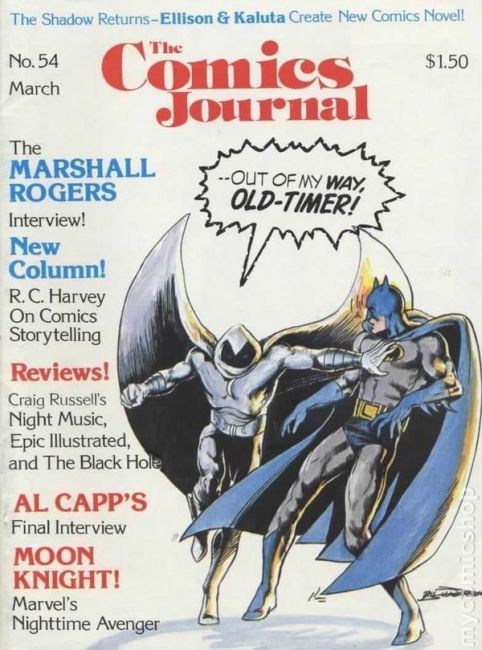 The Shadow Returns–Ellison & Kaluta Create New Comics Novel!
No. 54
March
The
Comics
Journal
$1.50
The
MARSHALL
ROGERS
Interview!
New
Column!
R. C. Harvey
On Comics
Storytelling
Reviews!
Craig Russell's
Night Music,
Epic Illustrated,
and The Black Hole
AL CAPP'S
Final Interview
MOON
KNIGHT!
Marvel's
Nighttime Avenger
--OUT OF MY WAY,
OLD-TIMER!
mycomicshop